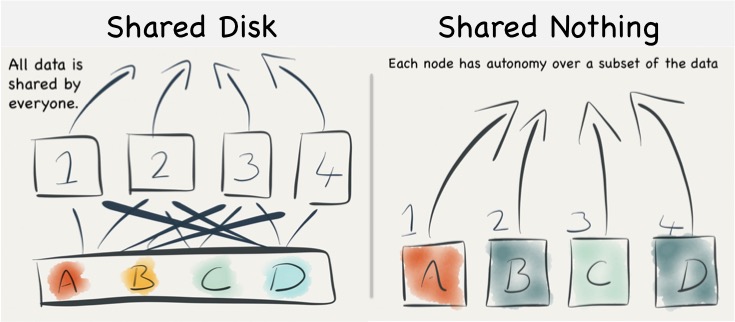 Shared Disk
All data is
shared by
everyone.
1 2 3 4
A B C D
Shared Nothing
Each node has autonomy over a subset of the data
1 2 3 4
A B C D